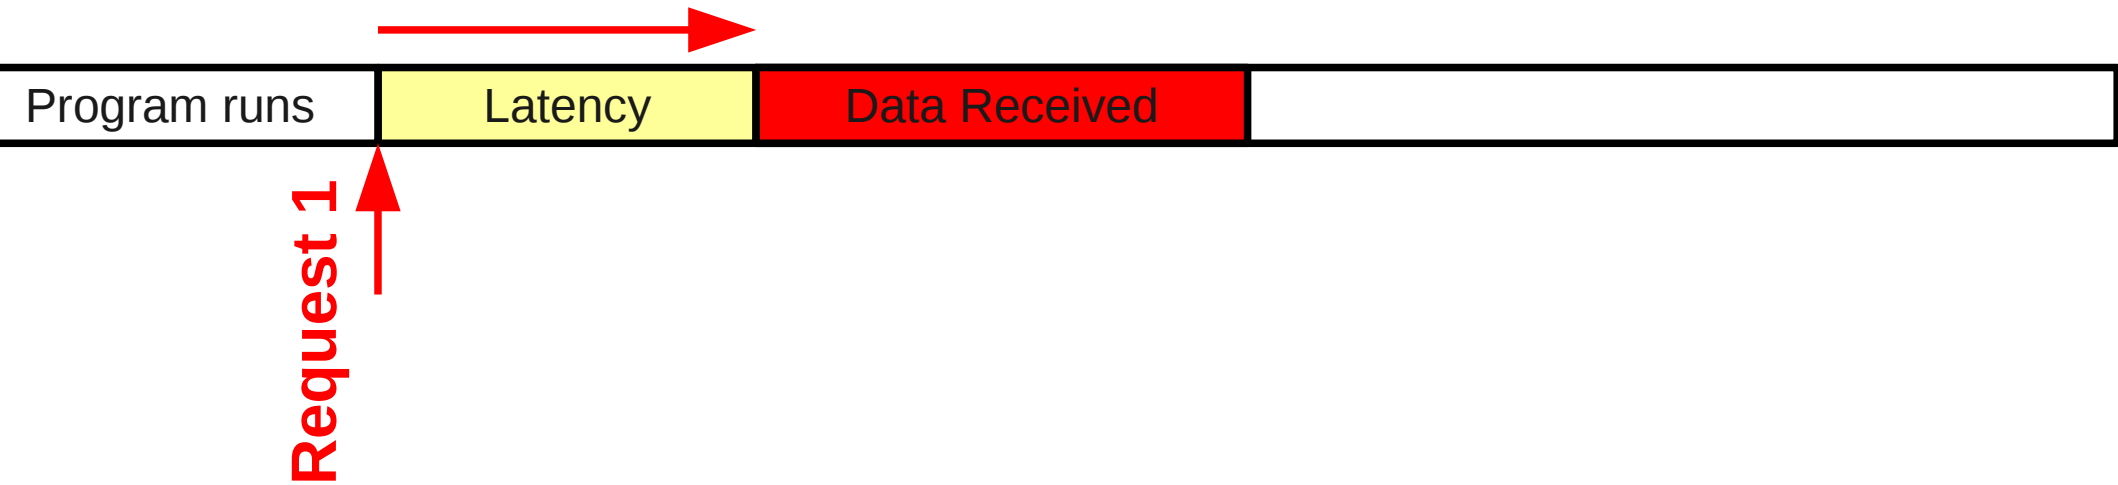 Program runs
Latency
Data Received
Request 1